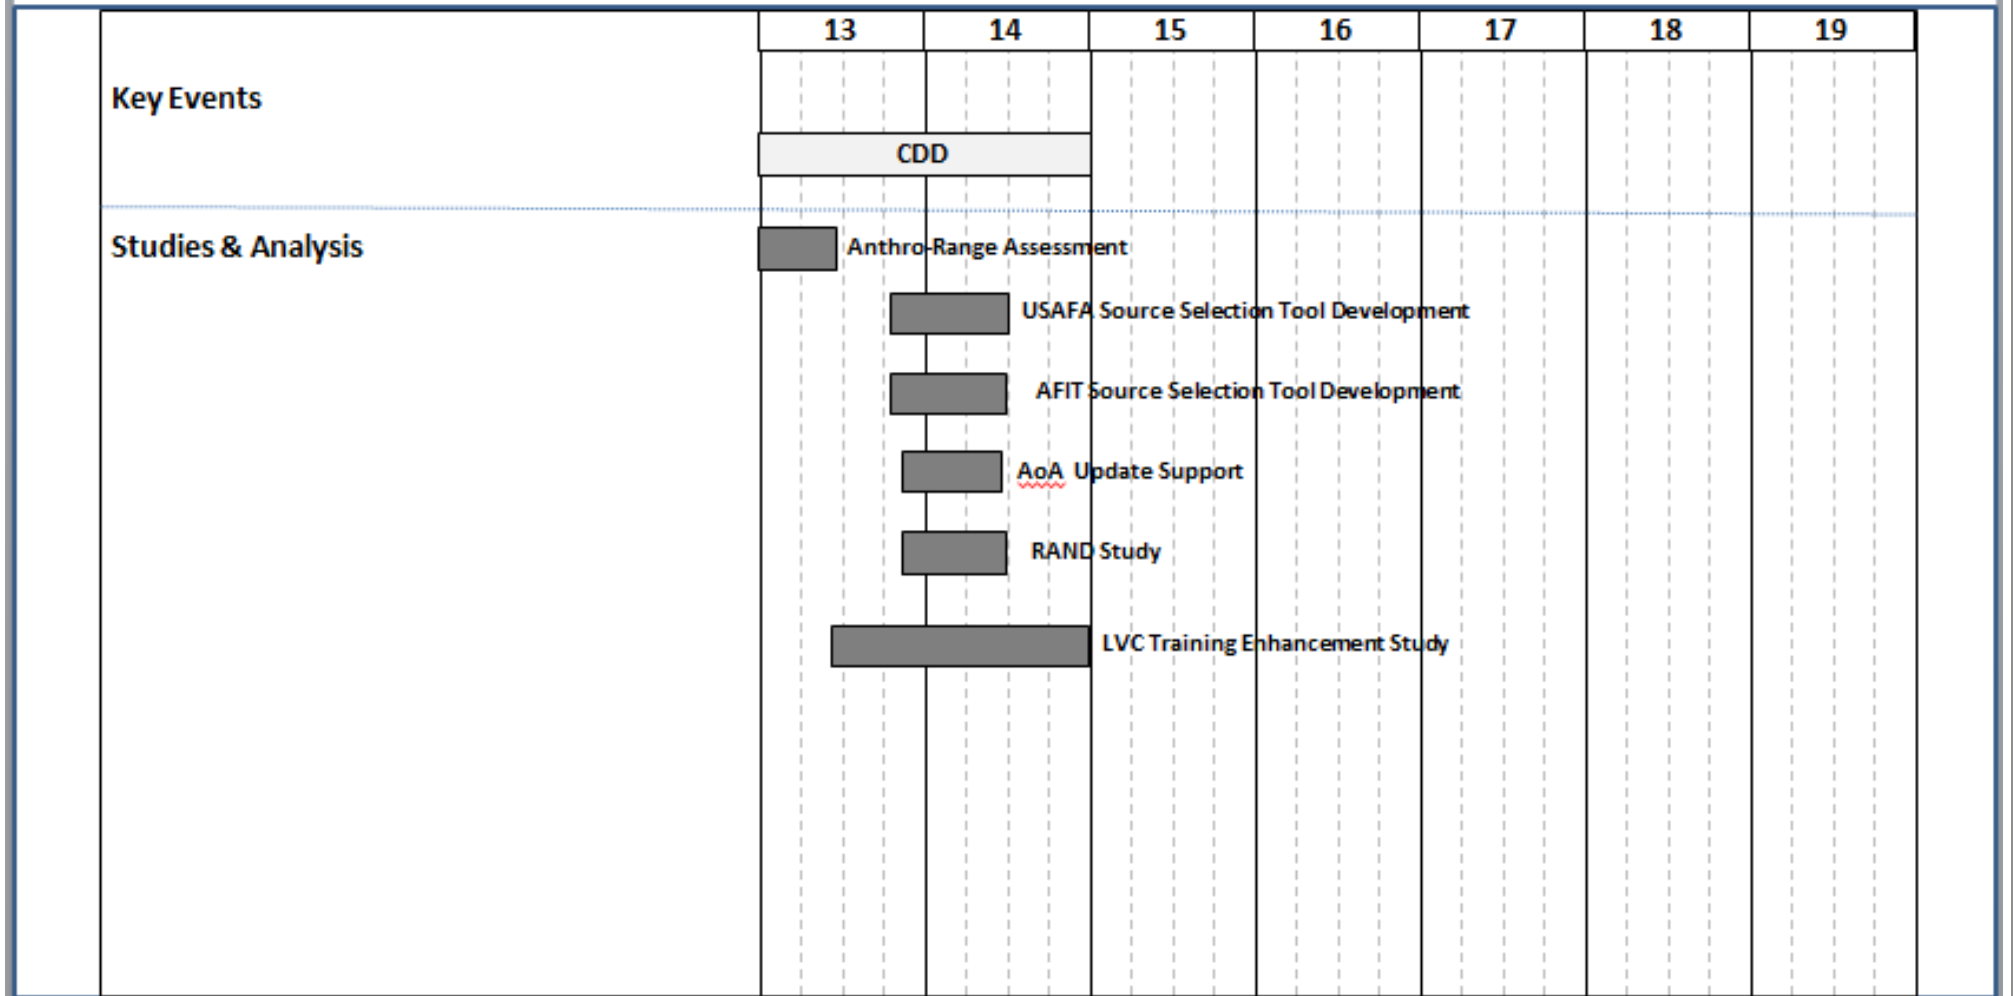 13 14 15 16 17 18 19
Key Events
CDD
Studies & Analysis
Anthro-Range Assessment
USAFA Source Selection Tool Development
AFIT Source Selection Tool Development
AoA Update Support
RAND Study
LVC Training Enhancement Study